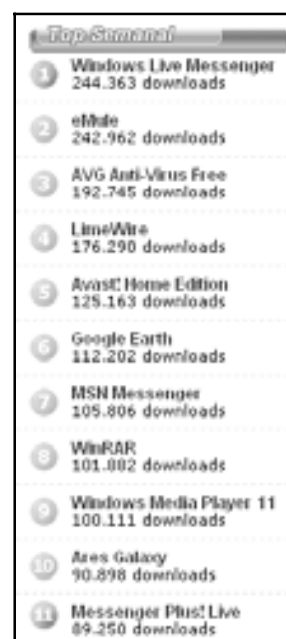 Top Semanal
1 Windows Live Messenger
244.363 downloads
2 eMule
242.962 downloads
3 AVG Anti-Virus Free
192.745 downloads
4 LimeWire
176.290 downloads
5 Avast! Home Edition
125.163 downloads
6 Google Earth
112.202 downloads
7 MSN Messenger
105.806 downloads
8 WinRAR
101.882 downloads
9 Windows Media Player 11
100.111 downloads
10 Ares Galaxy
90.898 downloads
11 Messenger Plus! Live
89.250 downloads